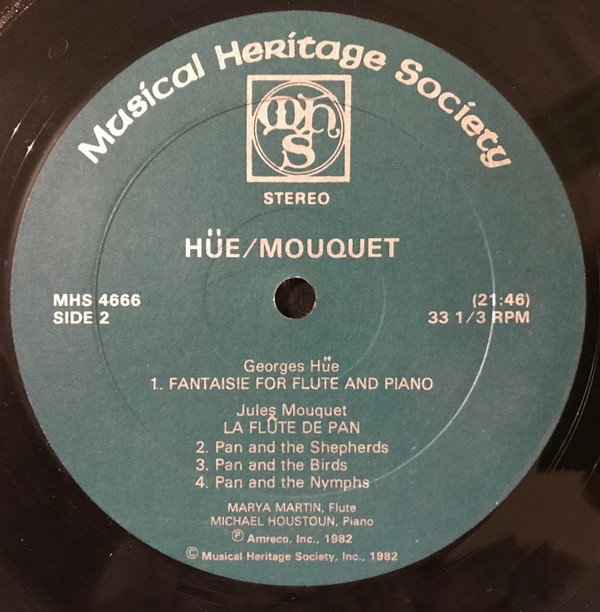 Musical Heritage Society
mhs
STEREO
HÜE/MOUQUET
MHS 4666
SIDE 2
(21:46)
33 1/3 RPM
Georges Hüe
1. FANTAISIE FOR FLUTE AND PIANO
Jules Mouquet
LA FLÛTE DE PAN
2. Pan and the Shepherds
3. Pan and the Birds
4. Pan and the Nymphs
MARYA MARTIN, Flute
MICHAEL HOUSTOUN, Piano
℗ Amreco, Inc., 1982
© Musical Heritage Society, Inc., 1982